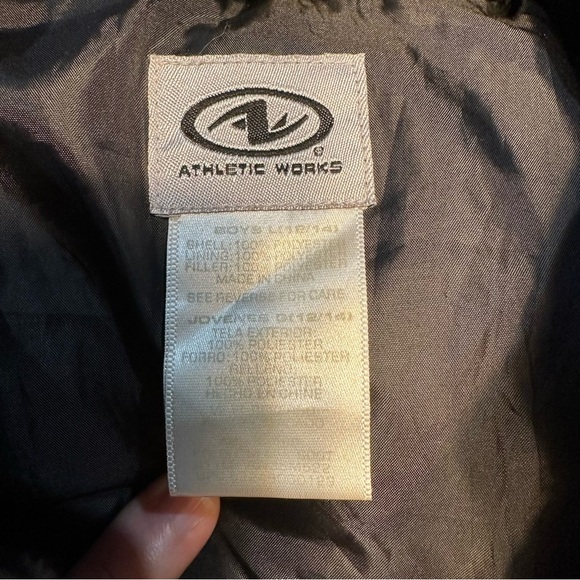 ATHLETIC WORKS
BOYS L(12/14)
SHELL: 100% POLYESTER
LINING: 100% POLYESTER
FILLER: 100% POLYESTER
MADE IN CHINA
SEE REVERSE FOR CARE
JOVENES G(12/14)
TELA EXTERIOR:
100% POLIESTER
FORRO: 100% POLIESTER
RELLENO:
100% POLIESTER
HECHO EN CHINE